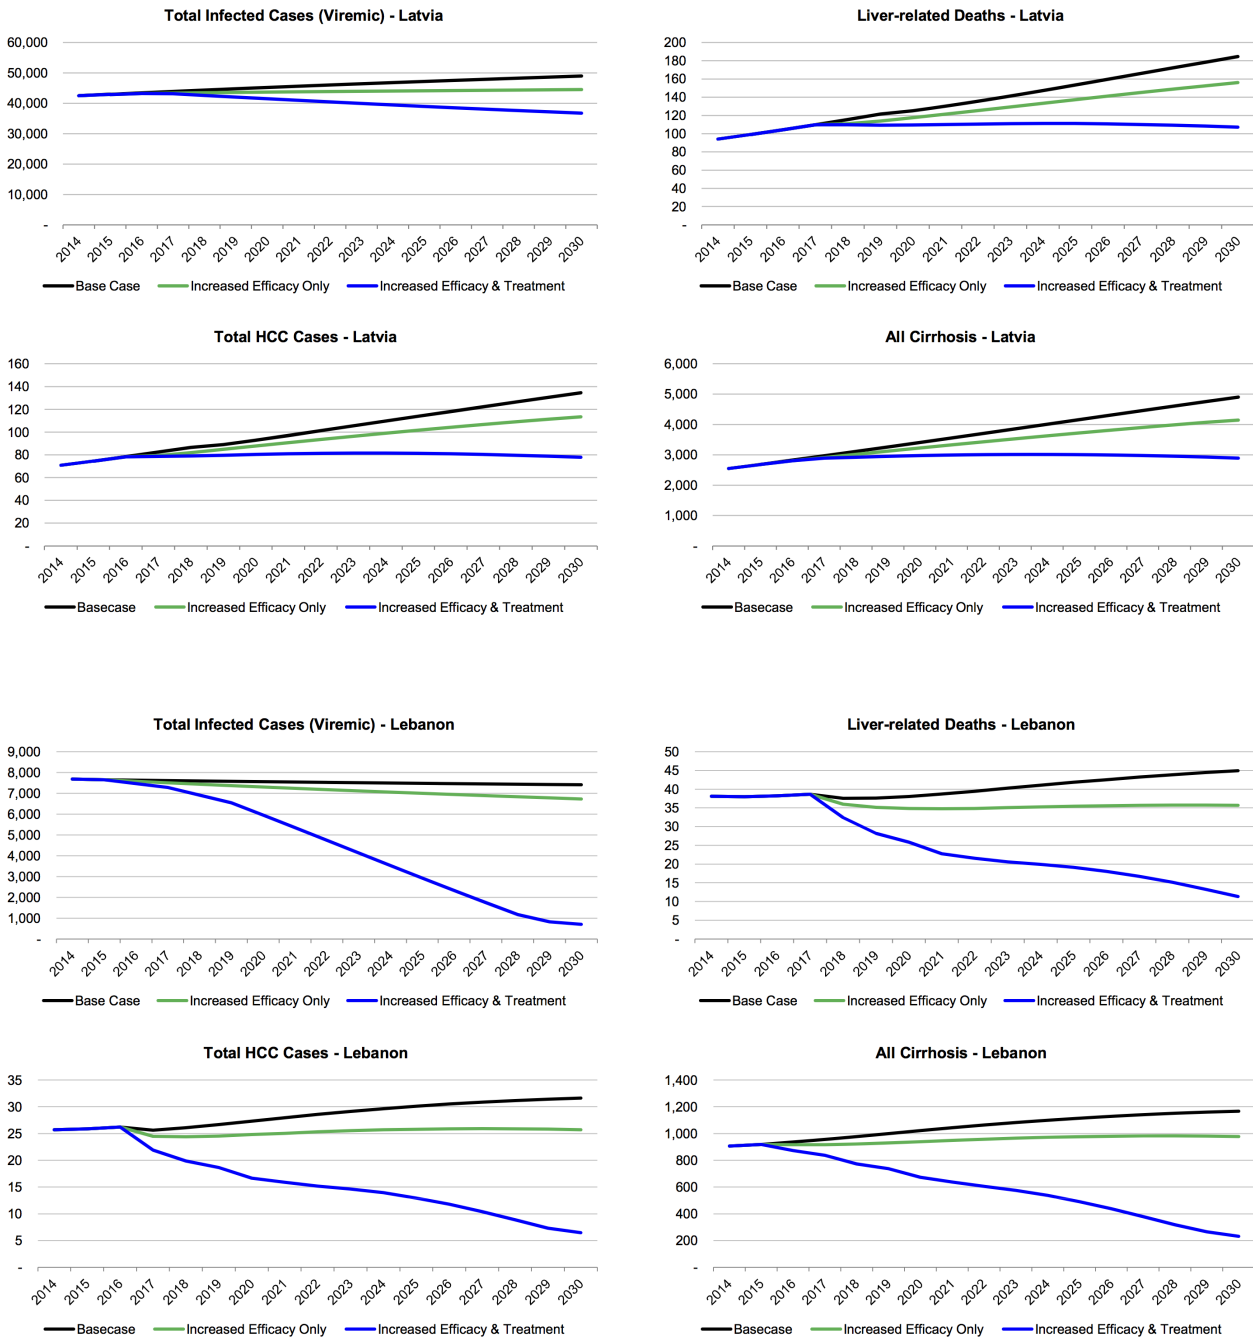 Total Infected Cases (Viremic) - Latvia
60,000
50,000
40,000
30,000
20,000
10,000
-
2014 2015 2016 2017 2018 2019 2020 2021 2022 2023 2024 2025 2026 2027 2028 2029 2030
Base Case Increased Efficacy Only Increased Efficacy & Treatment
Liver-related Deaths - Latvia
200
180
160
140
120
100
80
60
40
20
-
2014 2015 2016 2017 2018 2019 2020 2021 2022 2023 2024 2025 2026 2027 2028 2029 2030
Base Case Increased Efficacy Only Increased Efficacy & Treatment
Total HCC Cases - Latvia
160
140
120
100
80
60
40
20
-
2014 2015 2016 2017 2018 2019 2020 2021 2022 2023 2024 2025 2026 2027 2028 2029 2030
Basecase Increased Efficacy Only Increased Efficacy & Treatment
All Cirrhosis - Latvia
6,000
5,000
4,000
3,000
2,000
1,000
-
2014 2015 2016 2017 2018 2019 2020 2021 2022 2023 2024 2025 2026 2027 2028 2029 2030
Basecase Increased Efficacy Only Increased Efficacy & Treatment
Total Infected Cases (Viremic) - Lebanon
9,000
8,000
7,000
6,000
5,000
4,000
3,000
2,000
1,000
-
2014 2015 2016 2017 2018 2019 2020 2021 2022 2023 2024 2025 2026 2027 2028 2029 2030
Base Case Increased Efficacy Only Increased Efficacy & Treatment
Liver-related Deaths - Lebanon
50
45
40
35
30
25
20
15
10
5
-
2014 2015 2016 2017 2018 2019 2020 2021 2022 2023 2024 2025 2026 2027 2028 2029 2030
Base Case Increased Efficacy Only Increased Efficacy & Treatment
Total HCC Cases - Lebanon
35
30
25
20
15
10
5
-
2014 2015 2016 2017 2018 2019 2020 2021 2022 2023 2024 2025 2026 2027 2028 2029 2030
Basecase Increased Efficacy Only Increased Efficacy & Treatment
All Cirrhosis - Lebanon
1,400
1,200
1,000
800
600
400
200
-
2014 2015 2016 2017 2018 2019 2020 2021 2022 2023 2024 2025 2026 2027 2028 2029 2030
Basecase Increased Efficacy Only Increased Efficacy & Treatment